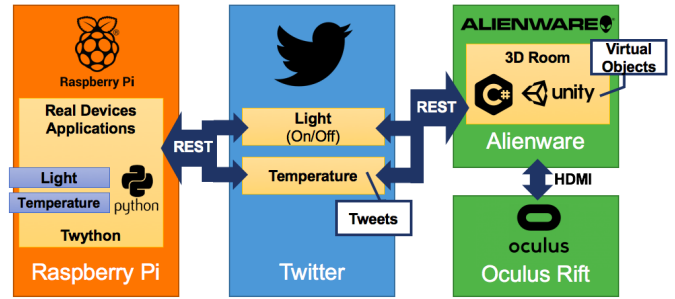 Raspberry Pi
Real Devices
Applications
Light
Temperature
python
Twython
Raspberry Pi
REST
Light
(On/Off)
Temperature
Tweets
Twitter
REST
ALIENWARE
3D Room
Virtual
Objects
C#
unity
Alienware
HDMI
oculus
Oculus Rift